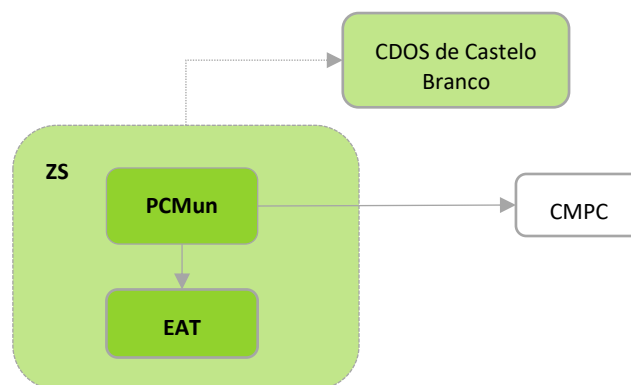 CDOS de Castelo
Branco
ZS
PCMun
CMPC
EAT